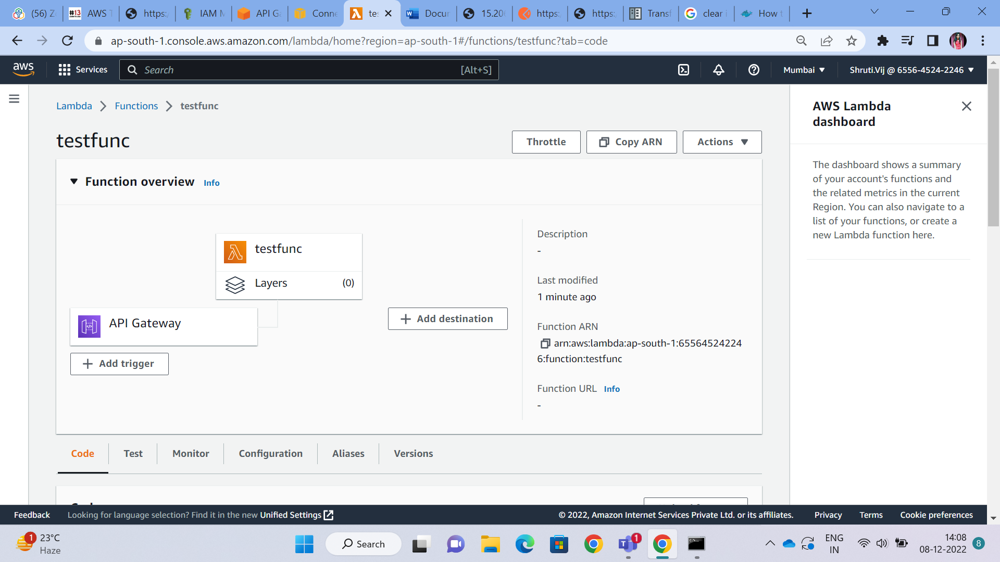 (56) Z
AWS T
https:/
IAM M
API Ga
Conne
tes
Docur
15.206
https:
https:/
Transf
clear i
How t
ap-south-1.console.aws.amazon.com/lambda/home?region=ap-south-1#/functions/testfunc?tab=code
aws
Services
Search
[Alt+S]
Mumbai
Shruti.Vij @ 6556-4524-2246
Lambda
Functions
testfunc
testfunc
Throttle
Copy ARN
Actions
Function overview Info
testfunc
Layers (0)
API Gateway
Add trigger
Add destination
Description
-
Last modified
1 minute ago
Function ARN
arn:aws:lambda:ap-south-1:65564524224
6:function:testfunc
Function URL Info
-
AWS Lambda
dashboard
The dashboard shows a summary
of your account's functions and
the related metrics in the current
Region. You can also navigate to a
list of your functions, or create a
new Lambda function here.
Code
Test
Monitor
Configuration
Aliases
Versions
Feedback
Looking for language selection? Find it in the new Unified Settings
© 2022, Amazon Internet Services Private Ltd. or its affiliates.
Privacy
Terms
Cookie preferences
1
23°C
Haze
Search
1
ENG
IN
14:08
08-12-2022
8